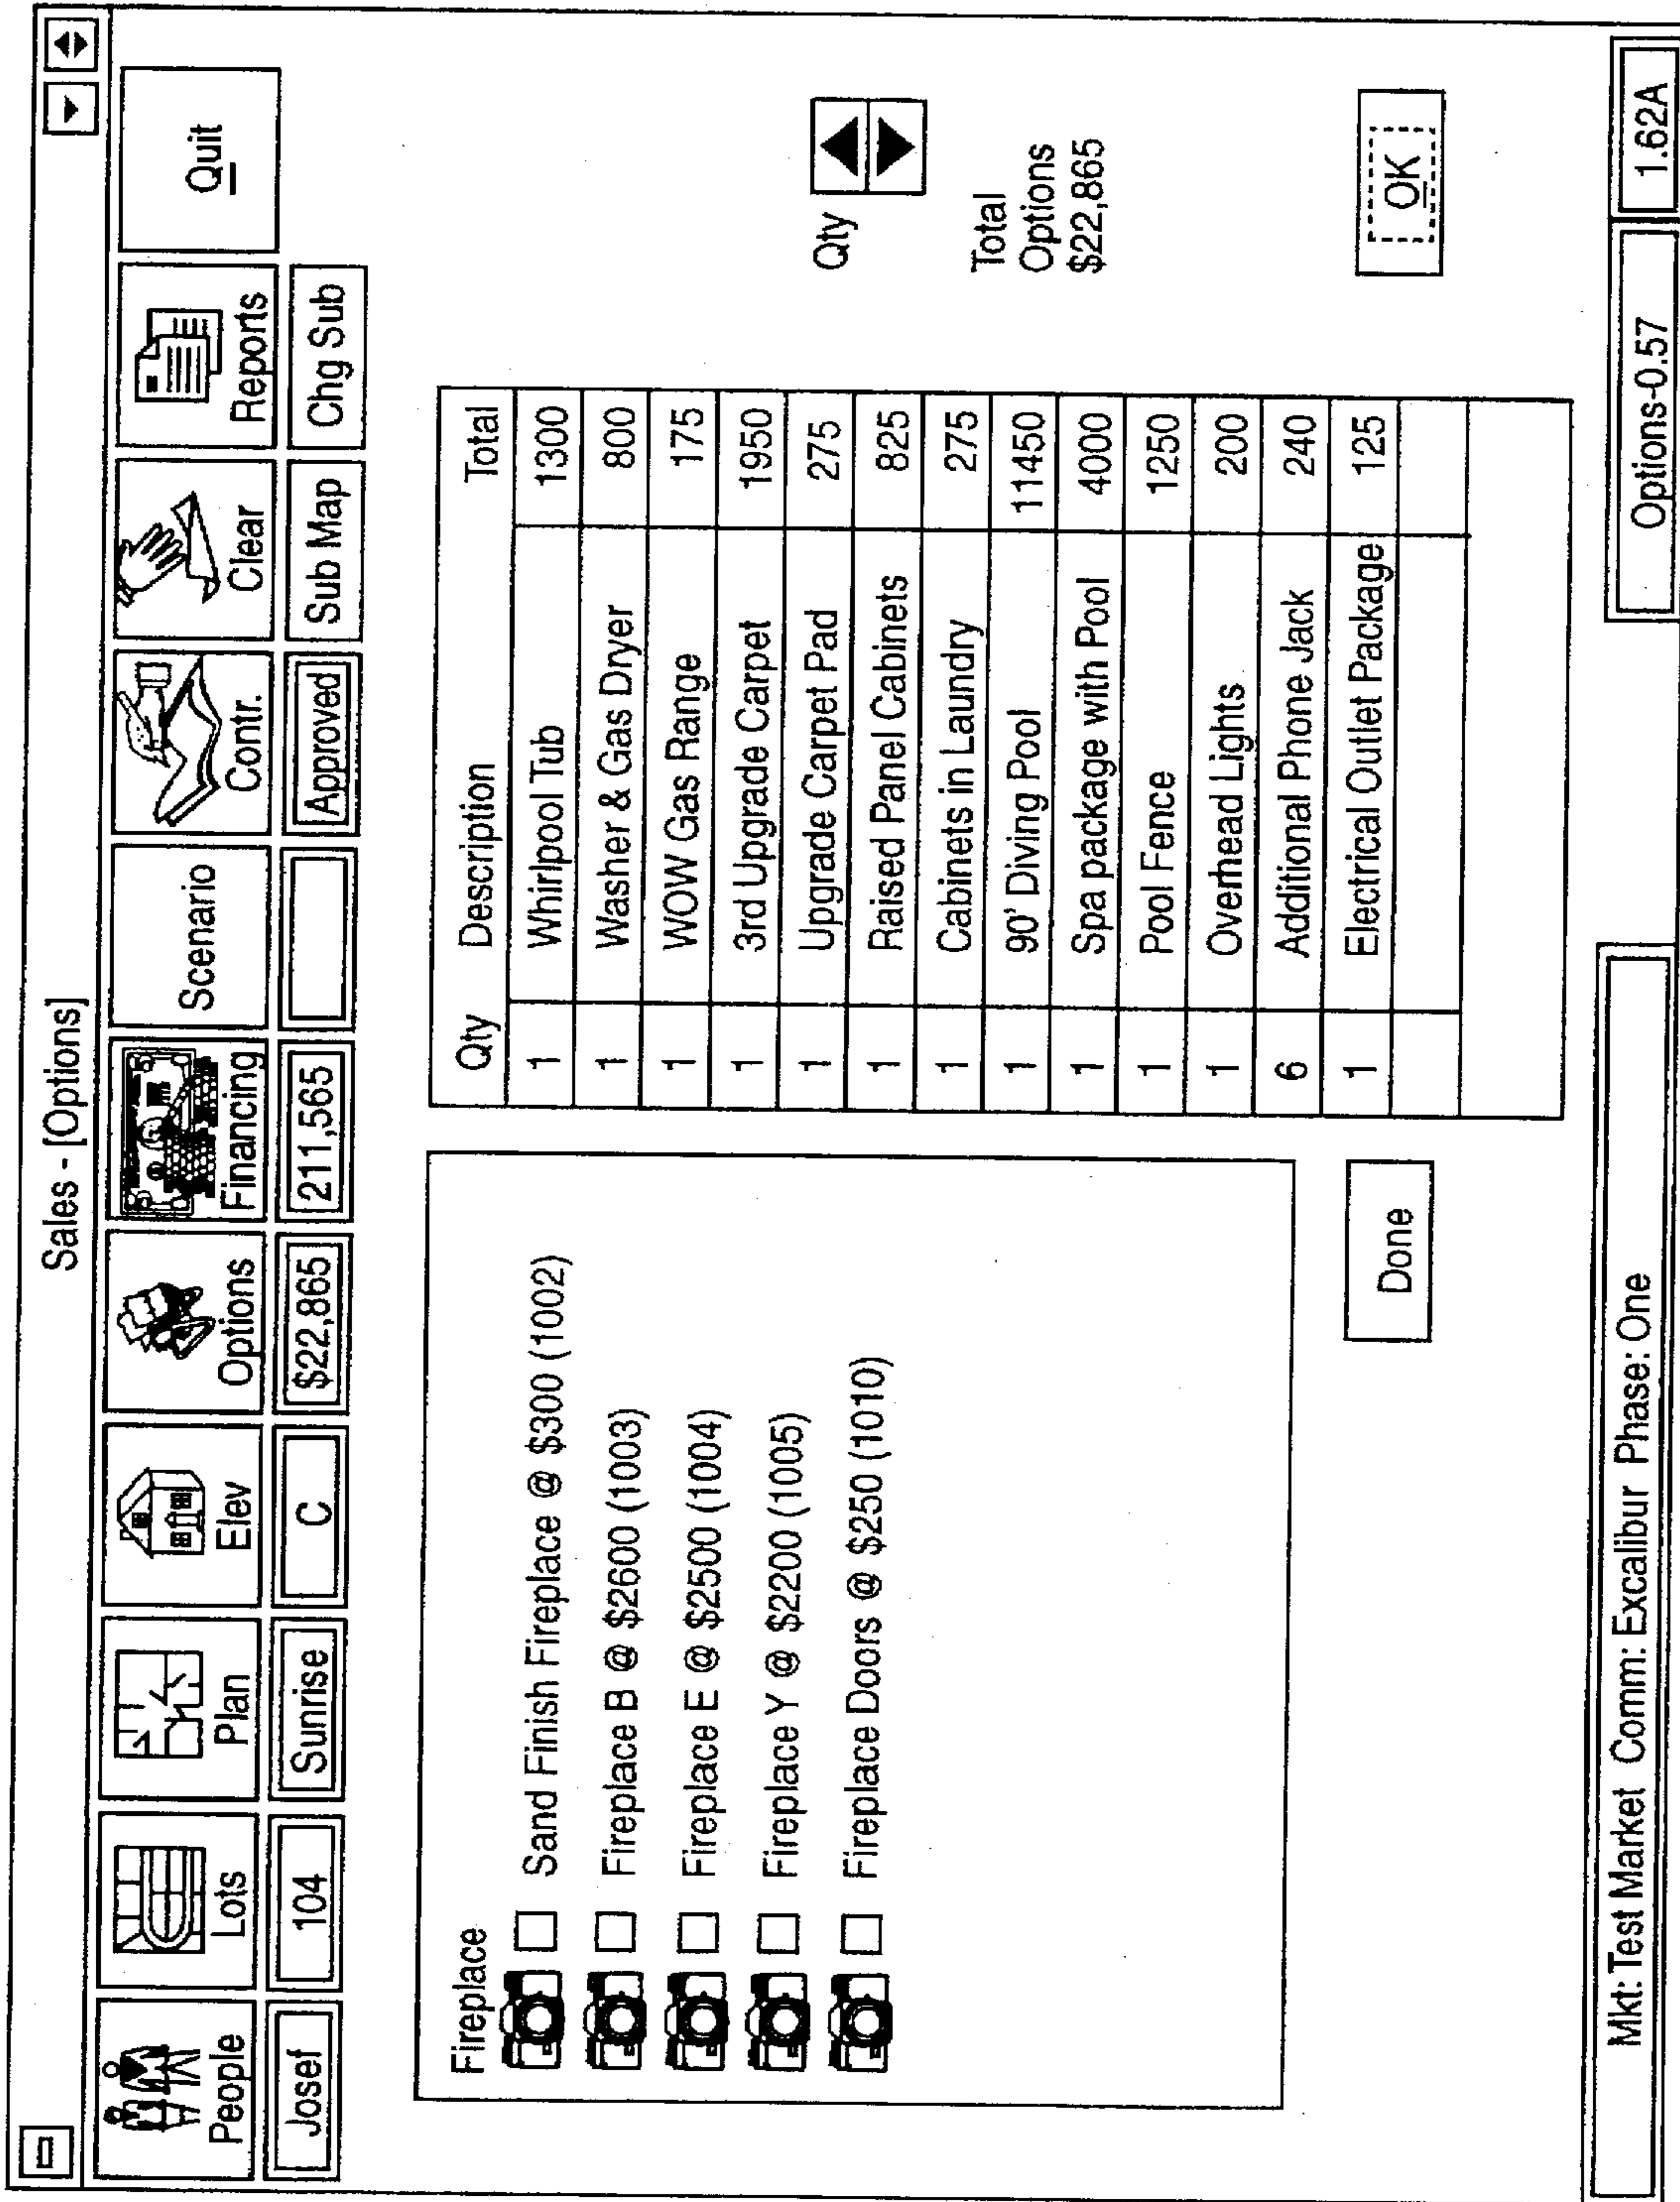 Sales - [Options]
People Lots Plan Elev Options Financing Scenario Contr. Clear Reports Quit
Josef 104 Sunrise C $22,865 211,565 Approved Sub Map Chg Sub
Fireplace
Sand Finish Fireplace @ $300 (1002)
Fireplace B @ $2600 (1003)
Fireplace E @ $2500 (1004)
Fireplace Y @ $2200 (1005)
Fireplace Doors @ $250 (1010)
Done
Qty Description Total
1 Whirlpool Tub 1300
1 Washer & Gas Dryer 800
1 WOW Gas Range 175
1 3rd Upgrade Carpet 1950
1 Upgrade Carpet Pad 275
1 Raised Panel Cabinets 825
1 Cabinets in Laundry 275
1 90' Diving Pool 11450
1 Spa package with Pool 4000
1 Pool Fence 1250
1 Overhead Lights 200
6 Additional Phone Jack 240
1 Electrical Outlet Package 125
Qty
Total
Options
$22,865
OK
Mkt: Test Market Comm: Excalibur Phase: One
Options-0.57
1.62A